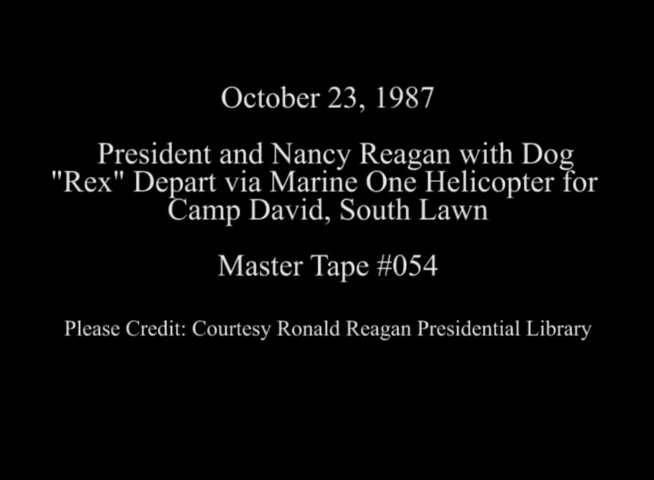 October 23, 1987
President and Nancy Reagan with Dog
"Rex" Depart via Marine One Helicopter for
Camp David, South Lawn
Master Tape #054
Please Credit: Courtesy Ronald Reagan Presidential Library